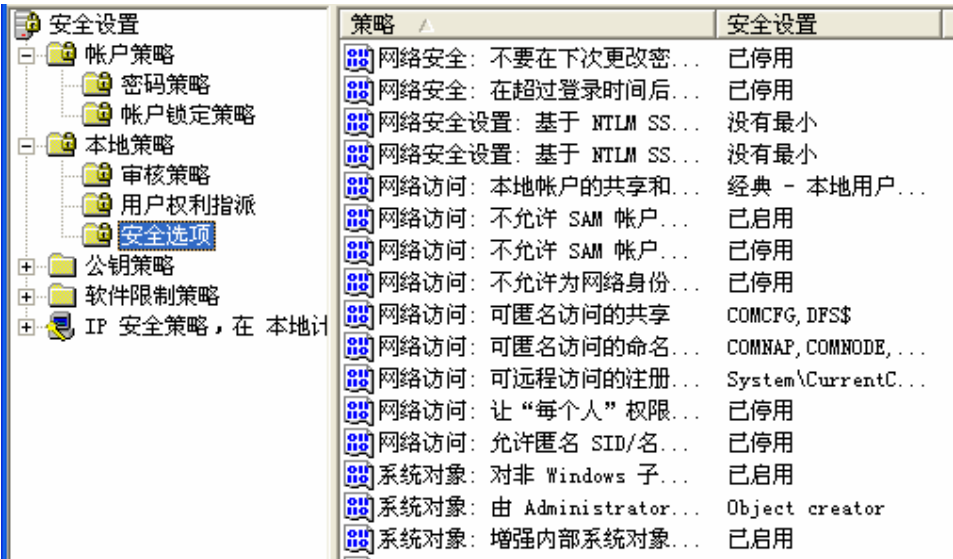 安全设置
帐户策略
密码策略
帐户锁定策略
本地策略
审核策略
用户权利指派
安全选项
公钥策略
软件限制策略
IP 安全策略，在 本地计
策略 安全设置
网络安全: 不要在下次更改密... 已停用
网络安全: 在超过登录时间后... 已停用
网络安全设置: 基于 NTLM SS... 没有最小
网络安全设置: 基于 NTLM SS... 没有最小
网络访问: 本地帐户的共享和... 经典 - 本地用户...
网络访问: 不允许 SAM 帐户... 已启用
网络访问: 不允许 SAM 帐户... 已停用
网络访问: 不允许为网络身份... 已停用
网络访问: 可匿名访问的共享 COMCFG,DFS$
网络访问: 可匿名访问的命名... COMNAP,COMNODE,...
网络访问: 可远程访问的注册... System\CurrentC...
网络访问: 让“每个人”权限... 已停用
网络访问: 允许匿名 SID/名... 已停用
系统对象: 对非 Windows 子... 已启用
系统对象: 由 Administrator... Object creator
系统对象: 增强内部系统对象... 已启用